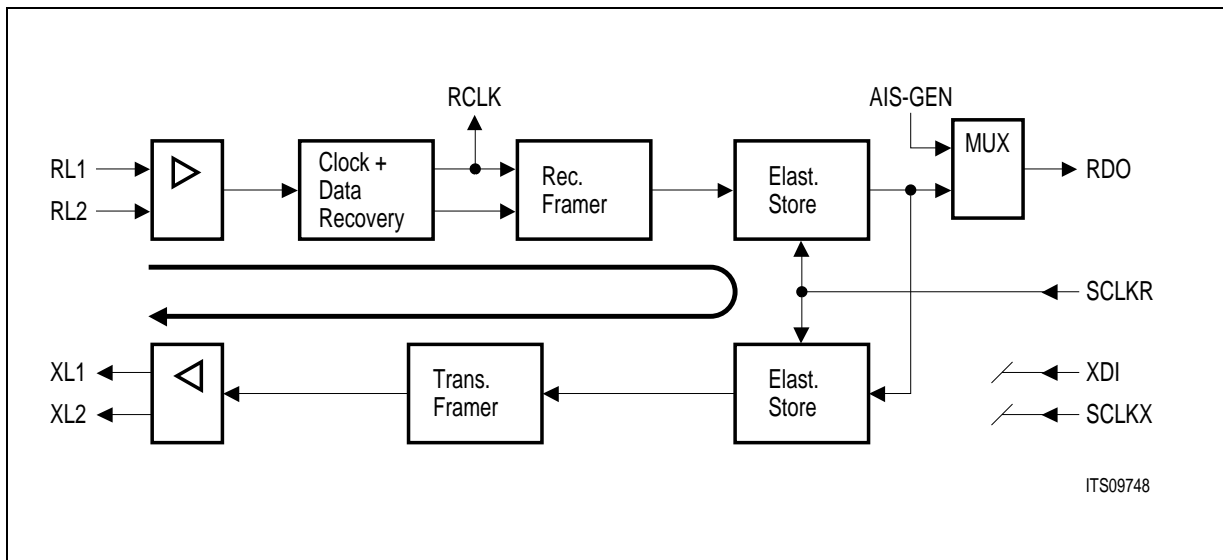 RCLK
AIS-GEN
RL1
RL2
Clock +
Data
Recovery
Rec.
Framer
Elast.
Store
MUX
RDO
SCLKR
XL1
XL2
Trans.
Framer
Elast.
Store
XDI
SCLKX
ITS09748